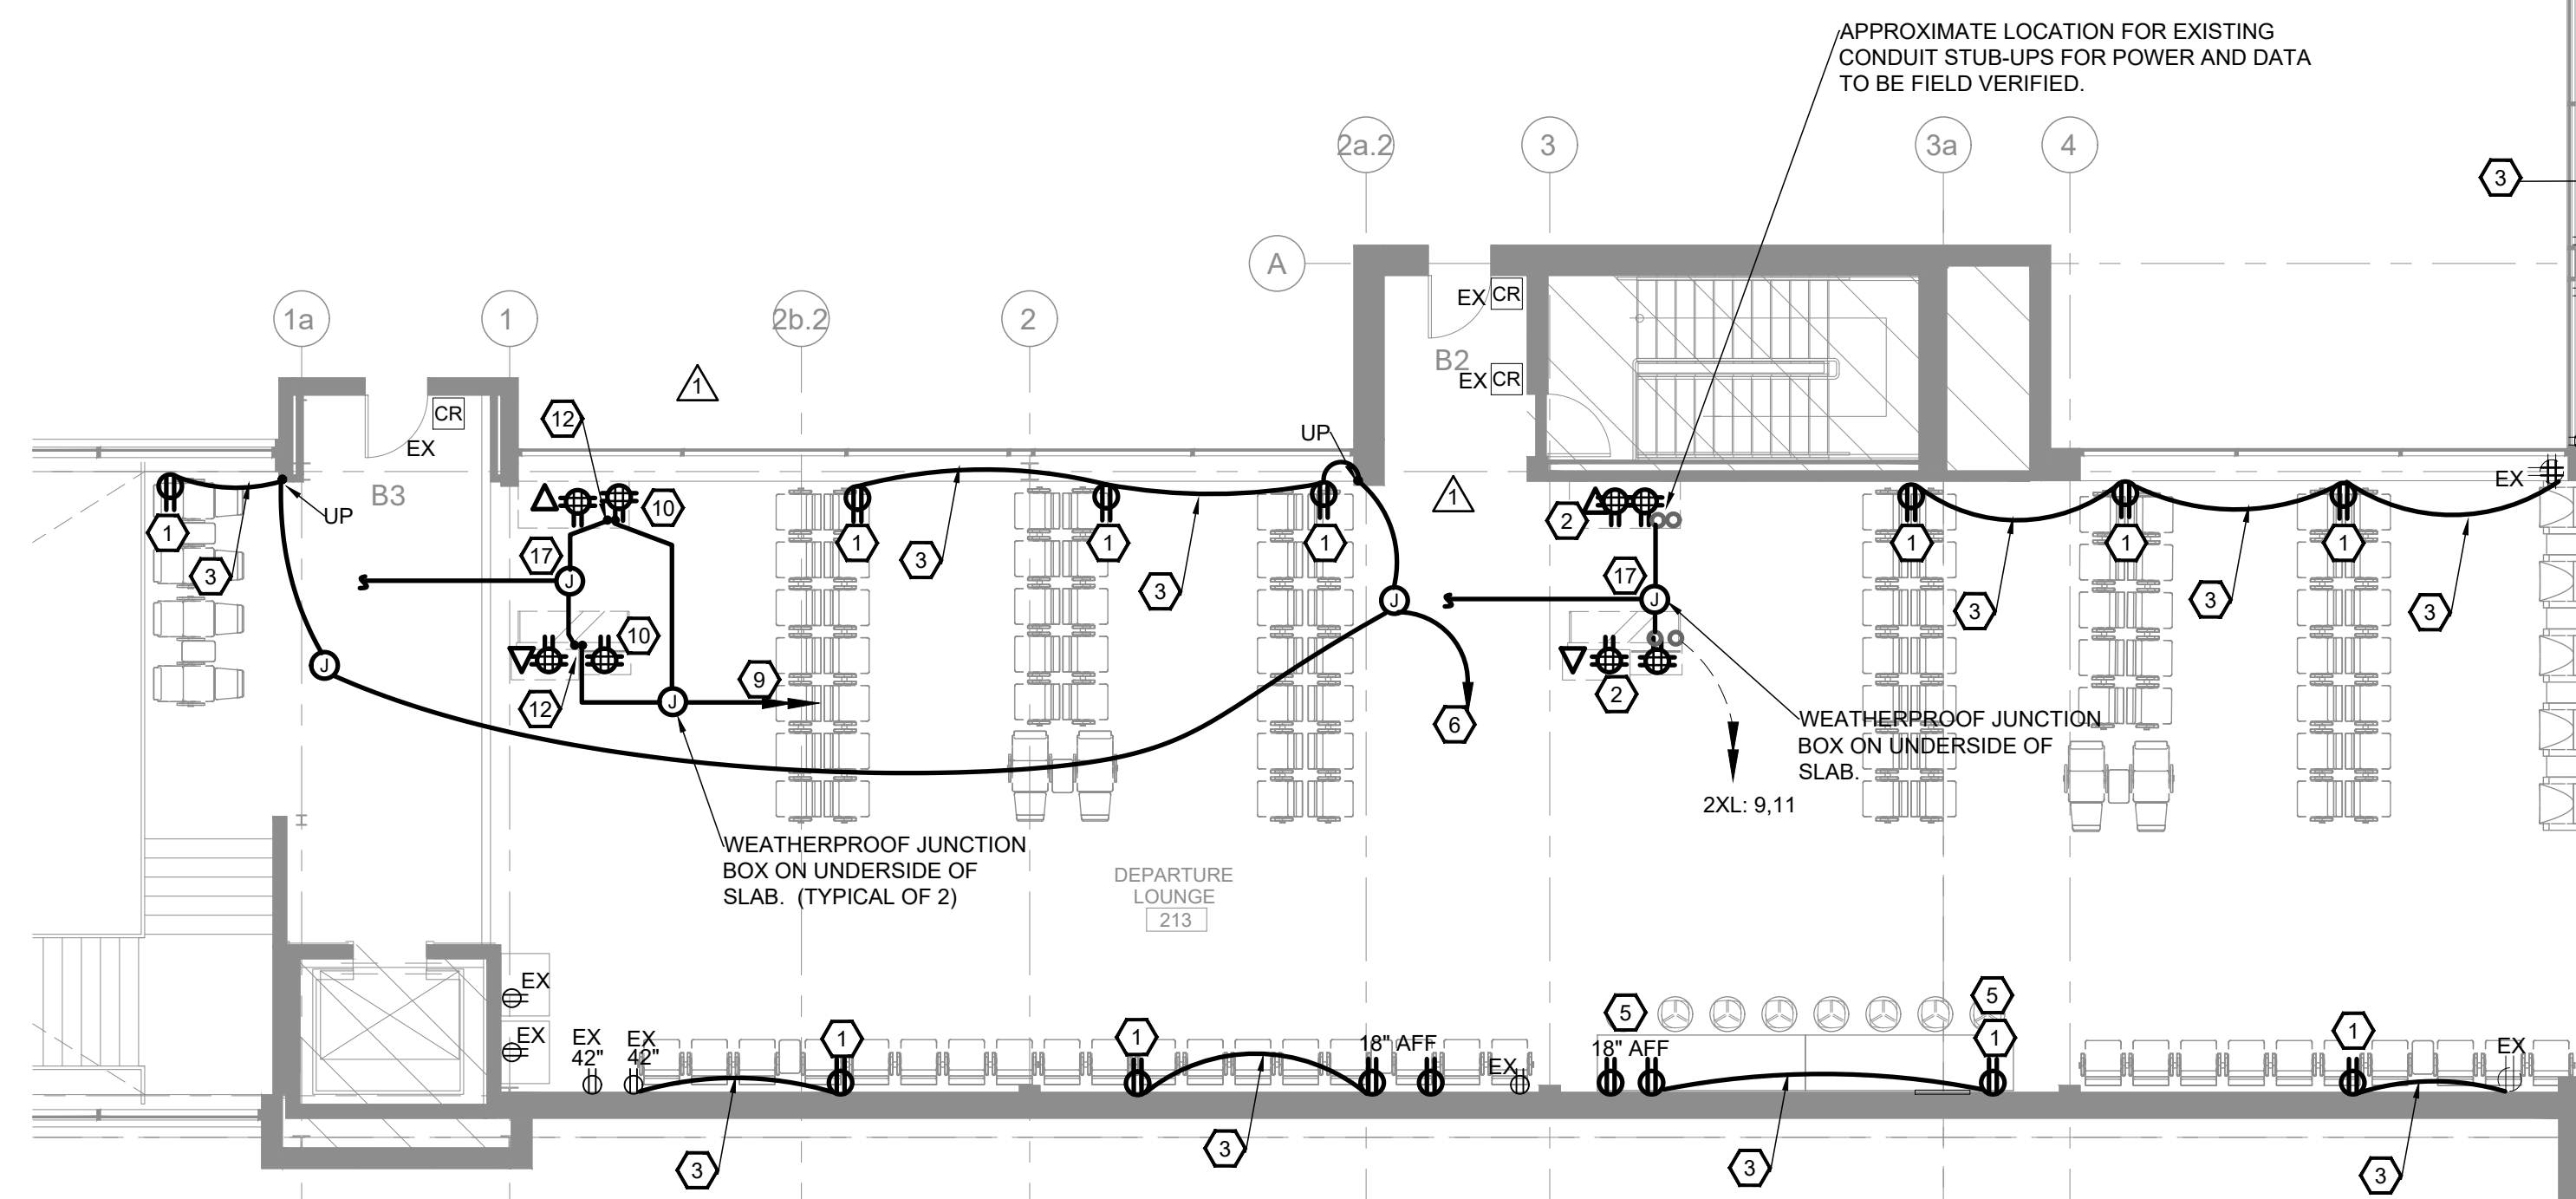 APPROXIMATE LOCATION FOR EXISTING
CONDUIT STUB-UPS FOR POWER AND DATA
TO BE FIELD VERIFIED.
2a.2
3
3a
4
3
A
1a
1
2b.2
2
EX CR
B2
EX CR
1
CR
EX
12
UP
B3
UP
EX
1
10
1
1
1
1
2
1
1
1
17
3
3
3
17
3
3
3
3
J
J
J
J
10
J
12
9
J
6
2
WEATHERPROOF JUNCTION
BOX ON UNDERSIDE OF
SLAB.
2XL: 9,11
WEATHERPROOF JUNCTION
BOX ON UNDERSIDE OF
SLAB. (TYPICAL OF 2)
DEPARTURE
LOUNGE
213
EX
EX
EX
42"
EX
42"
1
1
18" AFF
EX
5
18" AFF
5
1
1
EX
3
3
3
3